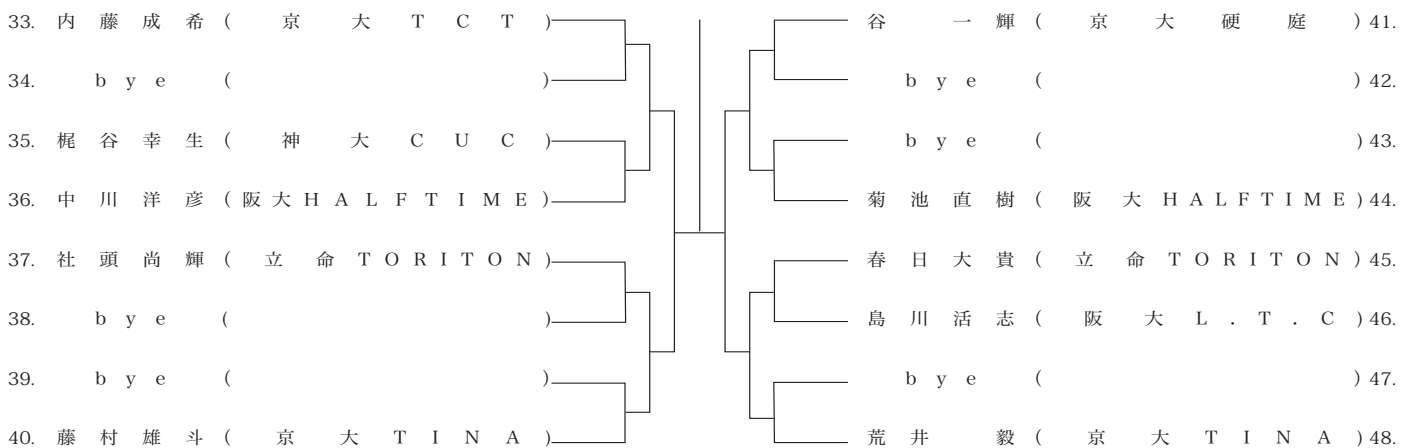 33. 内藤成希(京大TCT)
34. bye ( )
35. 梶谷幸生(神大CUC)
36. 中川洋彦(阪大HALFTIME)
37. 社頭尚輝(立命TORITON)
38. bye ( )
39. bye ( )
40. 藤村雄斗(京大TINA)
谷 一輝(京大硬庭)41.
bye ( )42.
bye ( )43.
菊池直樹(阪大HALFTIME)44.
春日大貴(立命TORITON)45.
島川活志(阪大L.T.C)46.
bye ( )47.
荒井 毅(京大TINA)48.